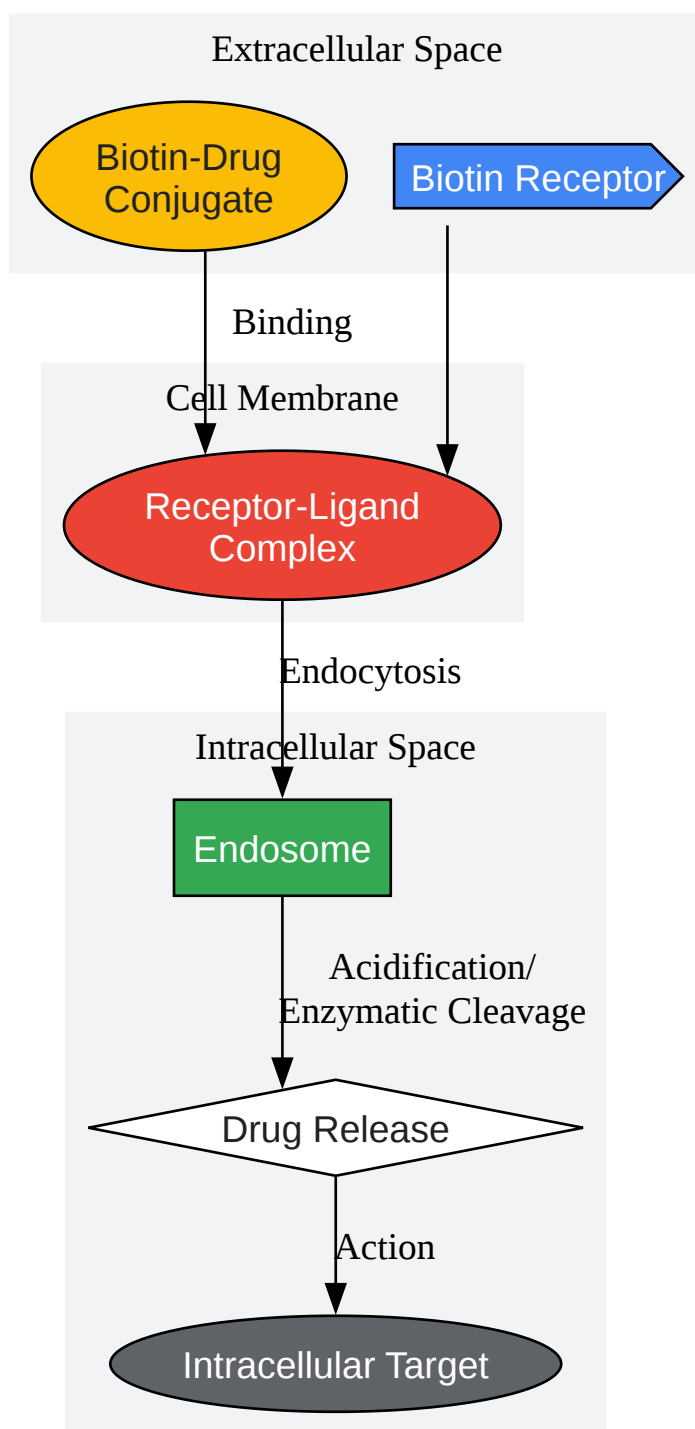 Extracellular Space
Biotin-Drug
Conjugate
Biotin Receptor
Binding
Cell Membrane
Receptor-Ligand
Complex
Endocytosis
Intracellular Space
Endosome
Acidification/
Enzymatic Cleavage
Drug Release
Action
Intracellular Target